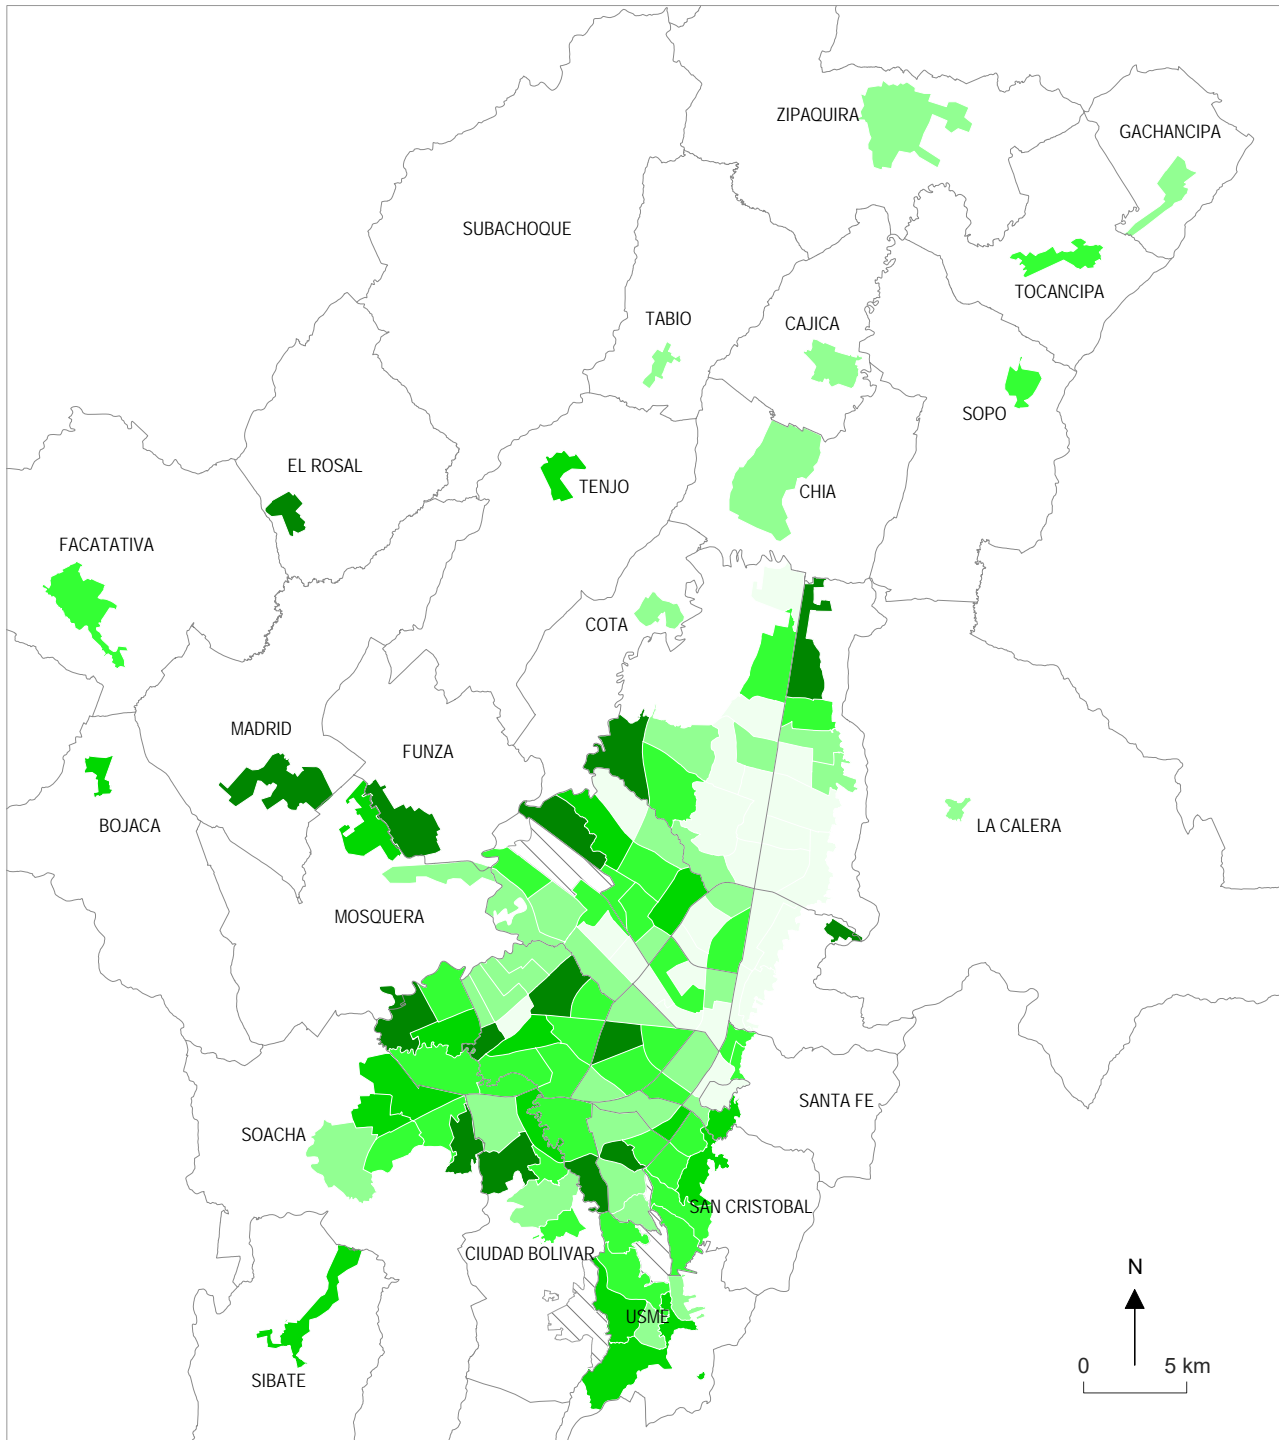 ZIPAQUIRA
GACHANCIPA
SUBACHOQUE
TOCANCIPA
TABIO
CAJICA
SOPO
EL ROSAL
TENJO
CHIA
FACATATIVA
COTA
MADRID
FUNZA
BOJACA
LA CALERA
MOSQUERA
SANTA FE
SOACHA
SAN CRISTOBAL
CIUDAD BOLIVAR
N
USME
0 5 km
SIBATE